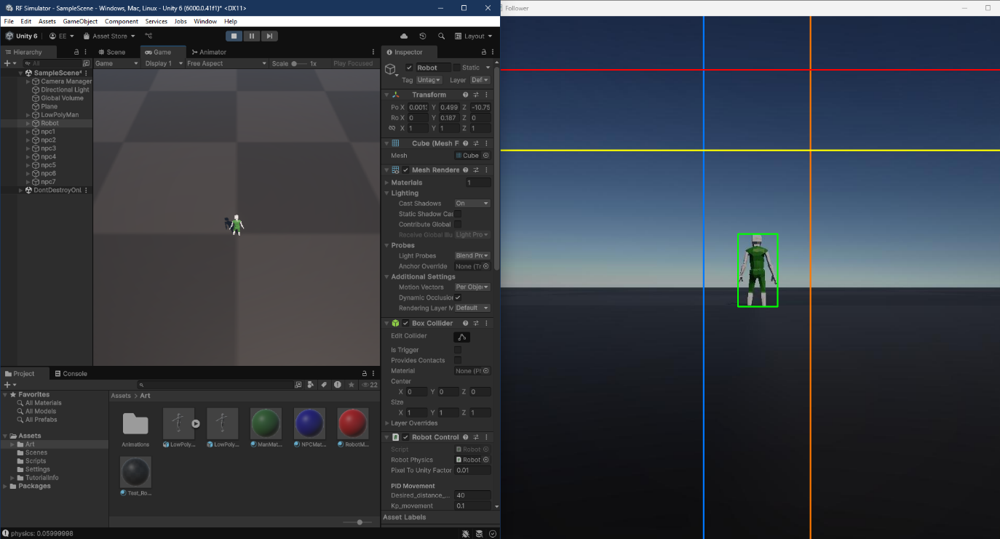 RF Simulator - SampleScene - Windows, Mac, Linux - Unity 6 (6000.0.41f1)* <DX11>
Follower
File Edit Assets GameObject Component Services Jobs Window Help
Unity 6 EE Asset Store Layout
Hierarchy Scene Game Animator Inspector
All Game Display 1 Free Aspect Scale 1x Play Focused
SampleScene*
Camera Manager
Directional Light
Global Volume
Plane
LowPolyMan
Robot
npc1
npc2
npc3
npc4
npc5
npc6
npc7
DontDestroyOnL
Robot Static
Tag Untag Layer Def
Transform
Po X 0.001 Y 0.499 Z -10.75
Ro X 0 Y 0.187 Z 0
X 1 Y 1 Z 1
Cube (Mesh F
Mesh Cube
Mesh Rendere
Materials 1
Lighting
Cast Shadows On
Static Shadow Cas
Contribute Global
Receive Global Illu Light Pro
Probes
Light Probes Blend Pro
Anchor Override None (Tr
Additional Settings
Motion Vectors Per Obje
Dynamic Occlusion
Rendering Layer M Default
Box Collider
Edit Collider
Is Trigger
Provides Contacts
Material None (Ph
Center
X 0 Y 0 Z 0
Size
X 1 Y 1 Z 1
Layer Overrides
Robot Control
Script Robot
Robot Physics Robot
Pixel To Unity Factor 0.01
PID Movement
Desired_distance_... 40
Kp_movement 0.1
Asset Labels
Project Console
22
Favorites
All Materials
All Models
All Prefabs
Assets
Art
Scenes
Scripts
Settings
TutorialInfo
Packages
Assets > Art
Animations LowPoly... LowPoly... ManMat... NPCMat... RobotM...
Test_Ro...
physics: 0.05999998